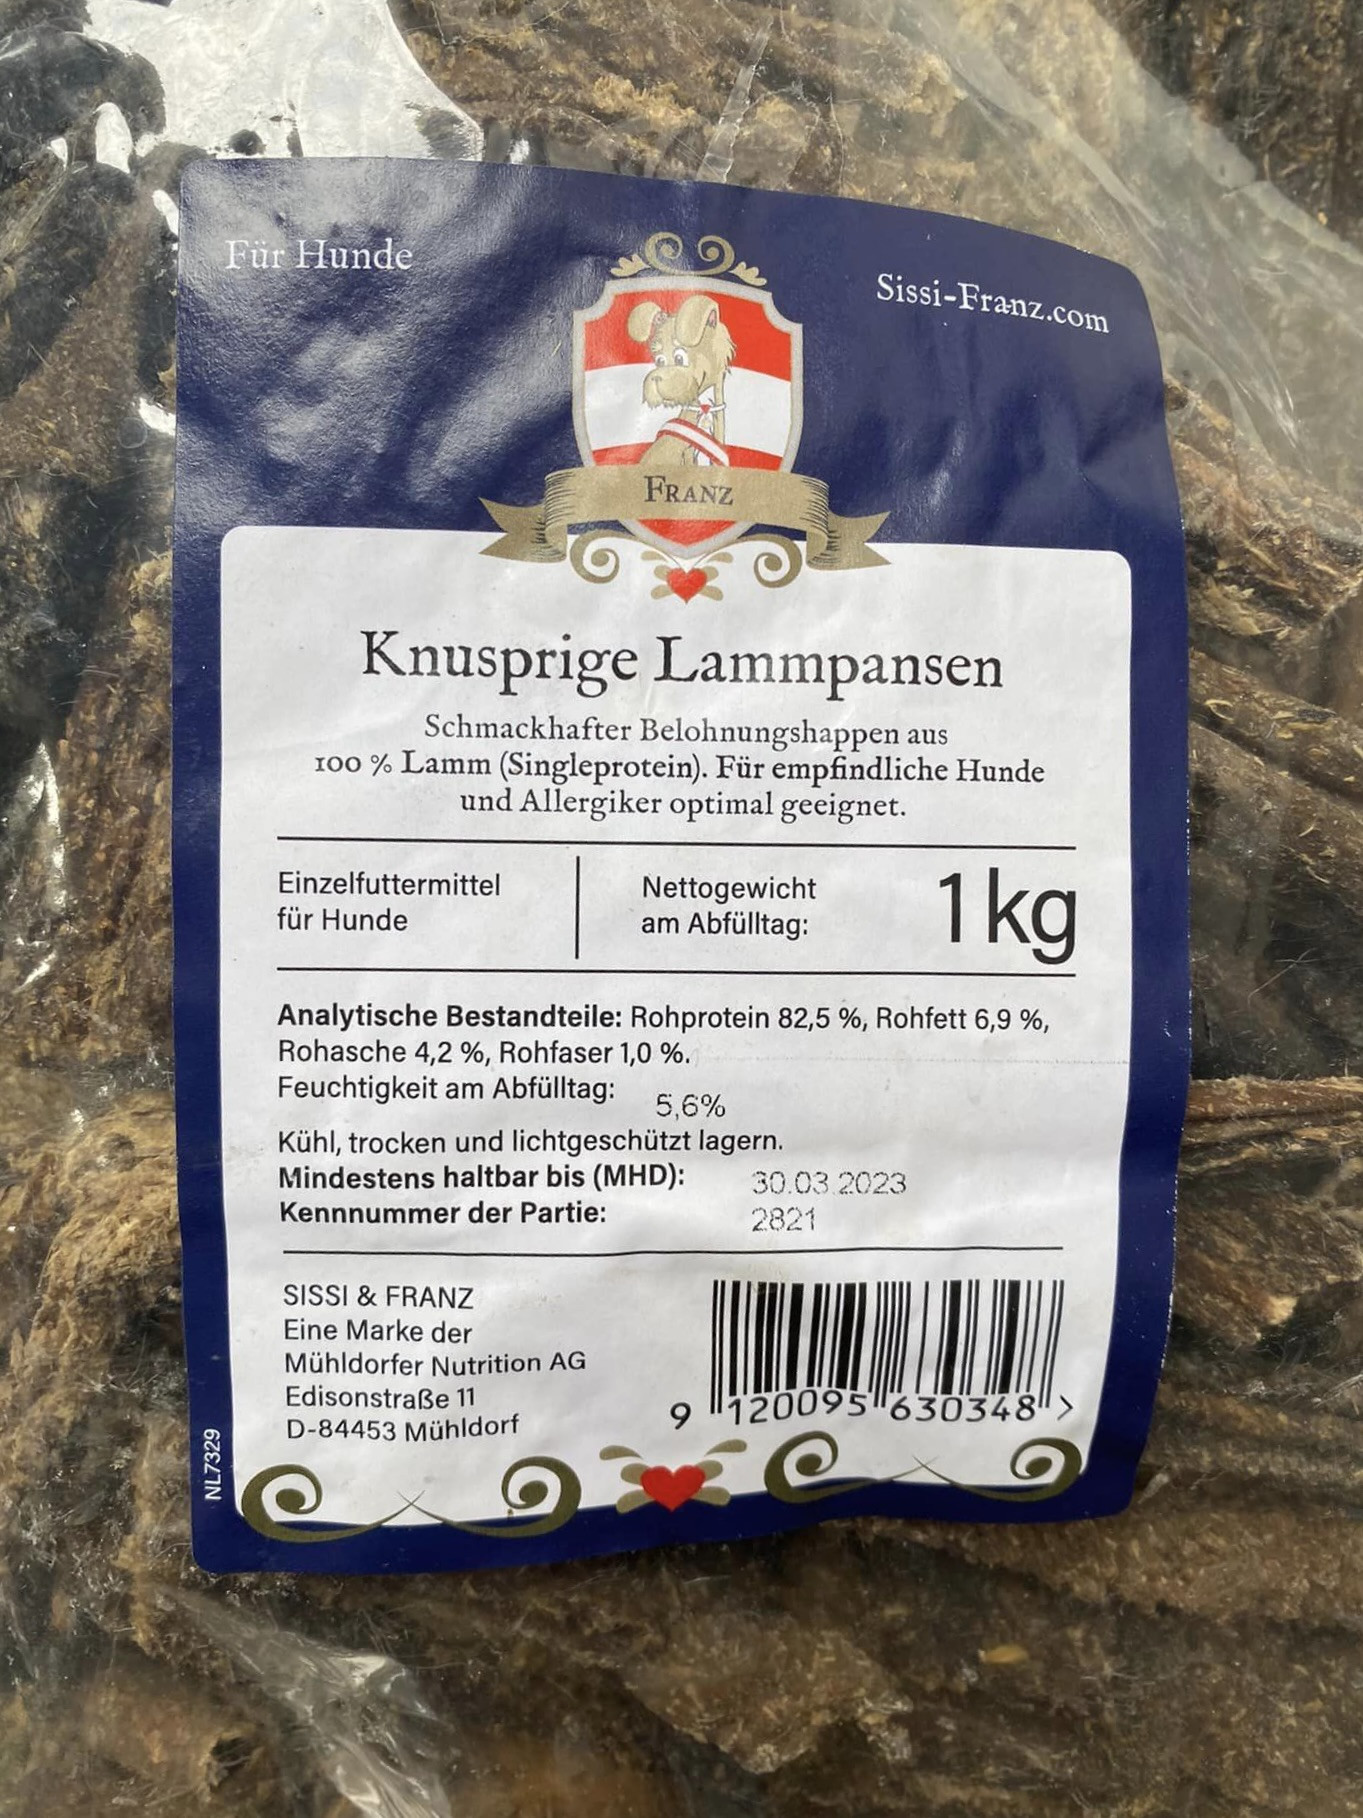 Für Hunde
Sissi-Franz.com
FRANZ
Knusprige Lammpansen
Schmackhafter Belohnungshappen aus
100 % Lamm (Singleprotein). Für empfindliche Hunde
und Allergiker optimal geeignet.
Einzelfuttermittel
für Hunde
Nettogewicht
am Abfülltag:
1 kg
Analytische Bestandteile: Rohprotein 82,5 %, Rohfett 6,9 %,
Rohasche 4,2 %, Rohfaser 1,0 %.
Feuchtigkeit am Abfülltag: 5,6%
Kühl, trocken und lichtgeschützt lagern.
Mindestens haltbar bis (MHD): 30.03.2023
Kennnummer der Partie: 2821
SISSI & FRANZ
Eine Marke der
Mühldorfer Nutrition AG
Edisonstraße 11
D-84453 Mühldorf
9 120095 630348 >
NL7329